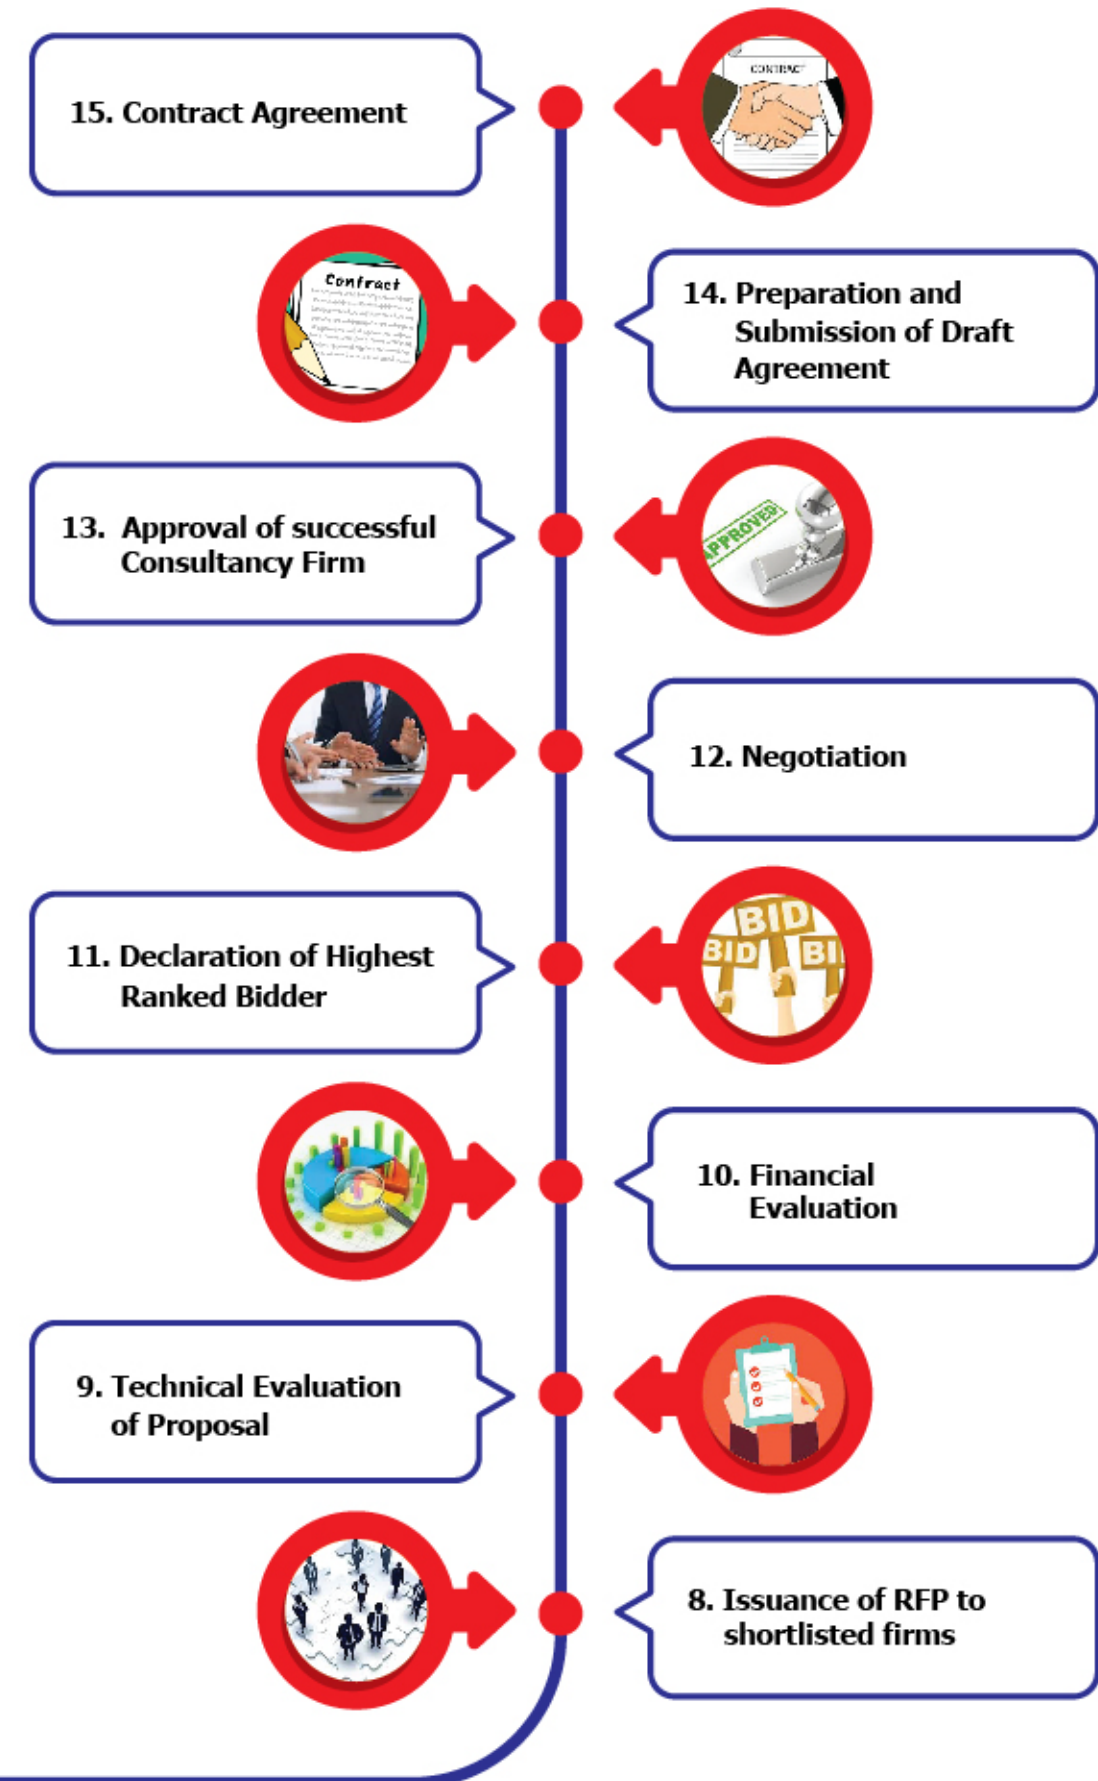 15. Contract Agreement
CONTRACT
Contract
14. Preparation and
Submission of Draft
Agreement
13. Approval of successful
Consultancy Firm
APPROVED
12. Negotiation
11. Declaration of Highest
Ranked Bidder
BID
BID
BI
10. Financial
Evaluation
9. Technical Evaluation
of Proposal
8. Issuance of RFP to
shortlisted firms